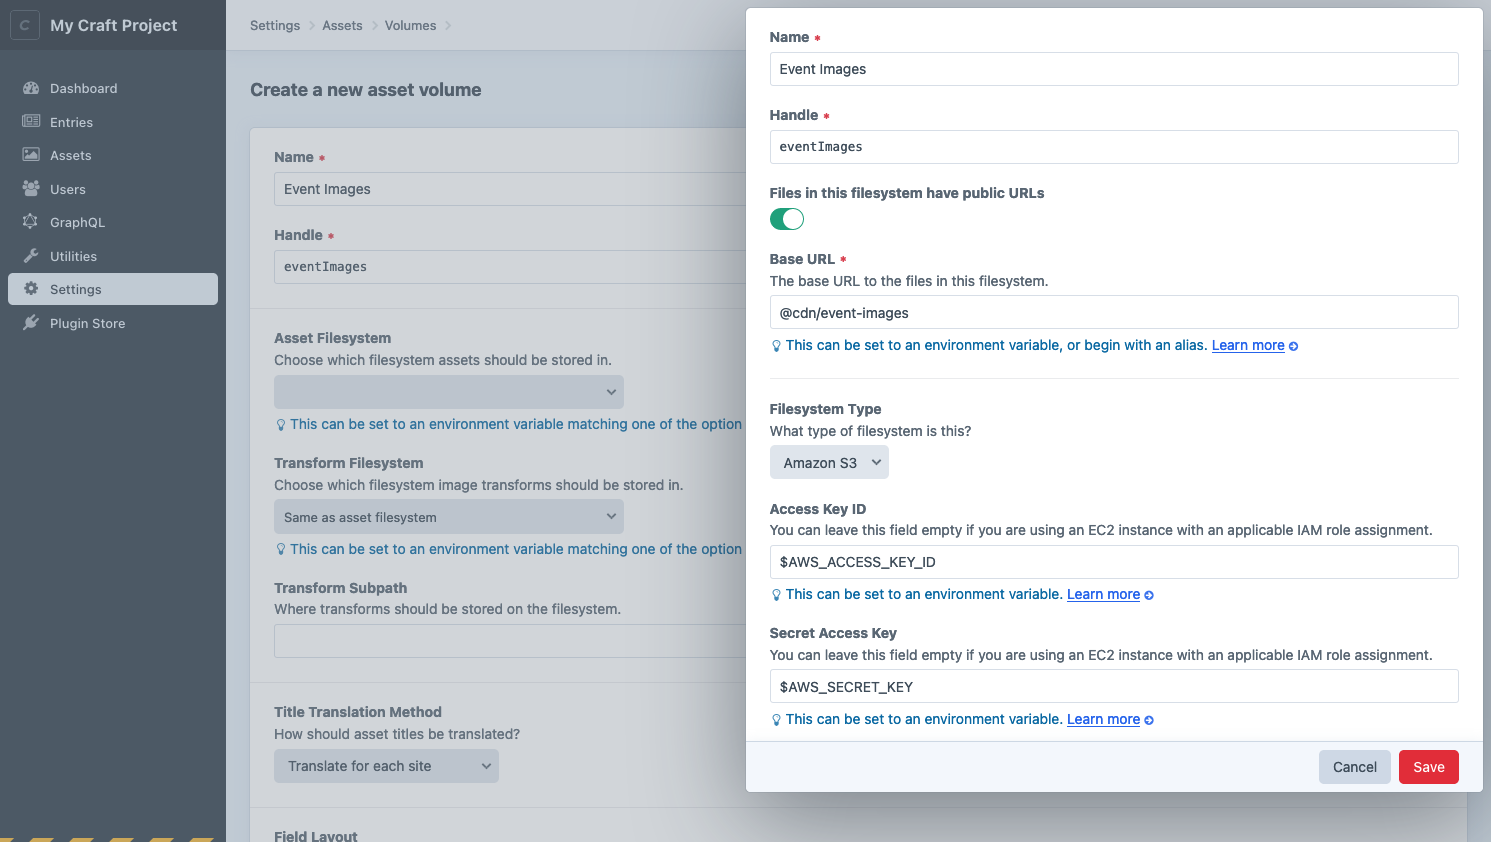 C My Craft Project
Dashboard
Entries
Assets
Users
GraphQL
Utilities
Settings
Plugin Store
Settings Assets Volumes
Create a new asset volume
Name *
Event Images
Handle *
eventImages
Asset Filesystem
Choose which filesystem assets should be stored in.
This can be set to an environment variable matching one of the option
Transform Filesystem
Choose which filesystem image transforms should be stored in.
Same as asset filesystem
This can be set to an environment variable matching one of the option
Transform Subpath
Where transforms should be stored on the filesystem.
Title Translation Method
How should asset titles be translated?
Translate for each site
Field Layout
Name *
Event Images
Handle *
eventImages
Files in this filesystem have public URLs
Base URL *
The base URL to the files in this filesystem.
@cdn/event-images
This can be set to an environment variable, or begin with an alias. Learn more
Filesystem Type
What type of filesystem is this?
Amazon S3
Access Key ID
You can leave this field empty if you are using an EC2 instance with an applicable IAM role assignment.
$AWS_ACCESS_KEY_ID
This can be set to an environment variable. Learn more
Secret Access Key
You can leave this field empty if you are using an EC2 instance with an applicable IAM role assignment.
$AWS_SECRET_KEY
This can be set to an environment variable. Learn more
Cancel Save